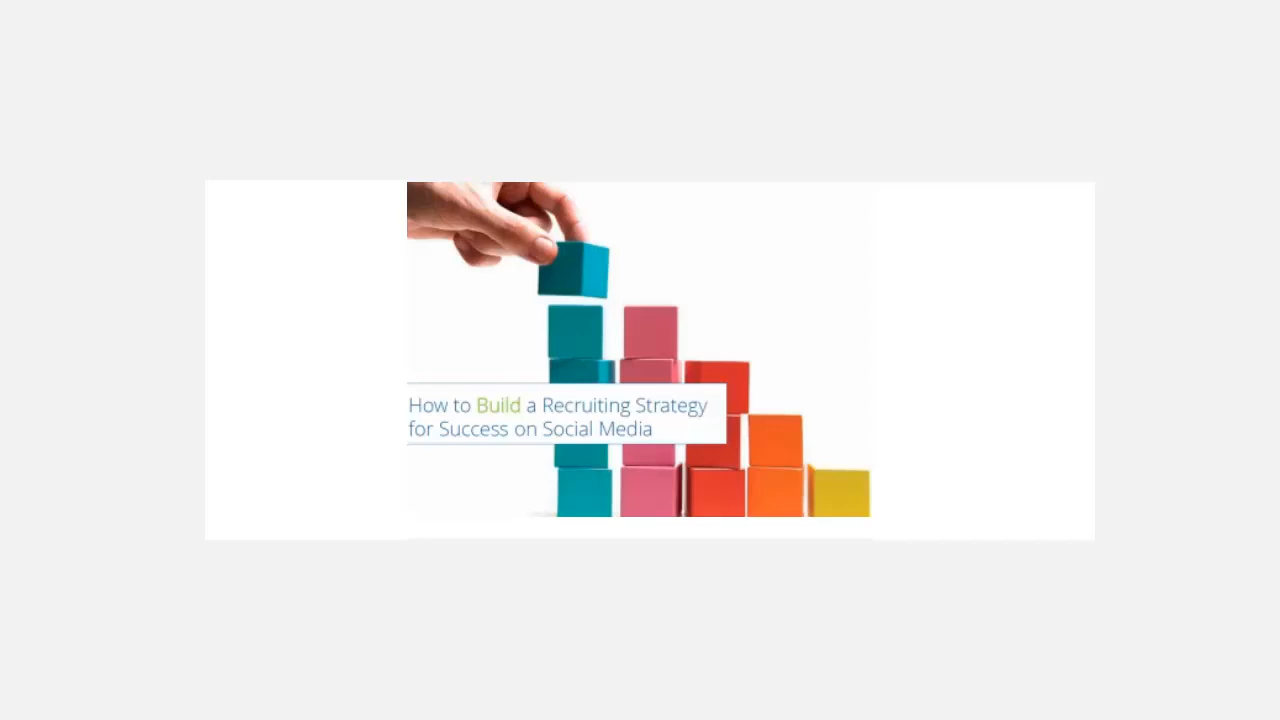 How to Build a Recruiting Strategy
for Success on Social Media